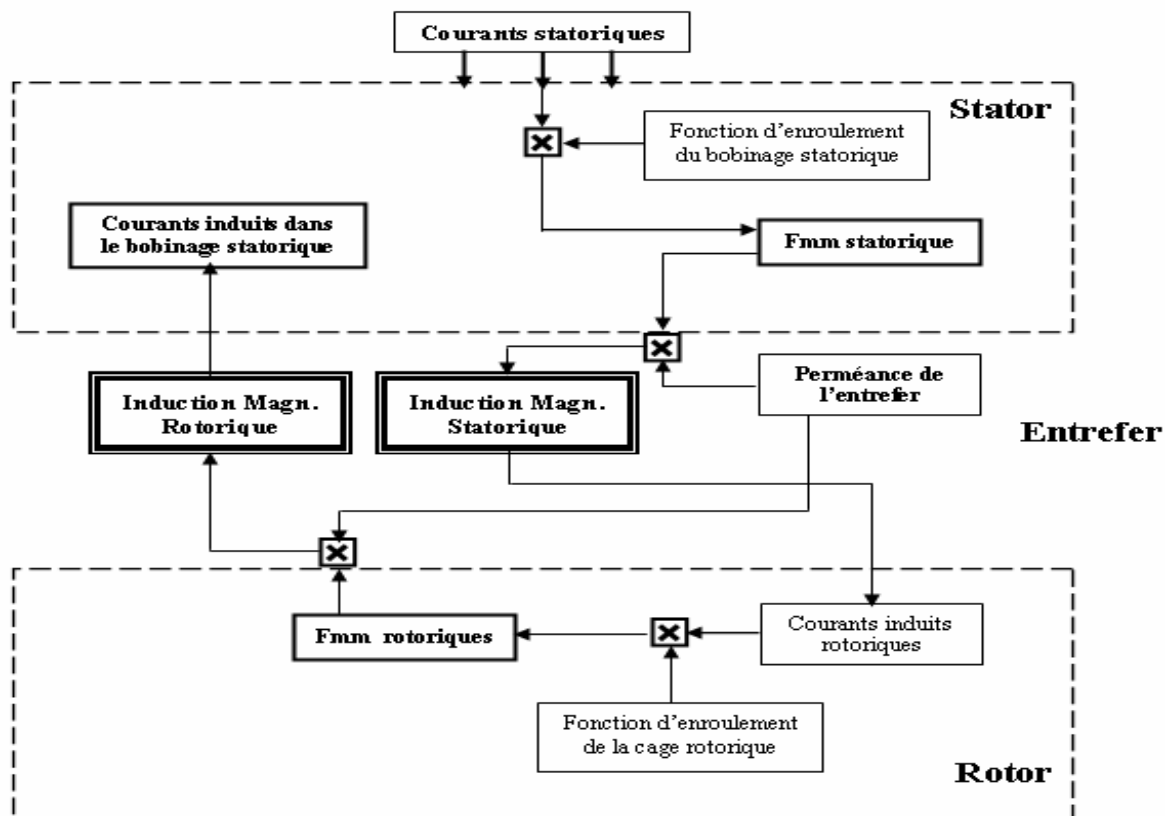 Courants statoriques
Stator
Fonction d'enroulement
du bobinage statorique
Courants induits dans
le bobinage statorique
Fmm statorique
Induction Magn.
Rotorique
Induction Magn.
Statorique
Perméance de
l'entrefer
Entrefer
Fmm rotoriques
Courants induits
rotoriques
Fonction d'enroulement
de la cage rotorique
Rotor